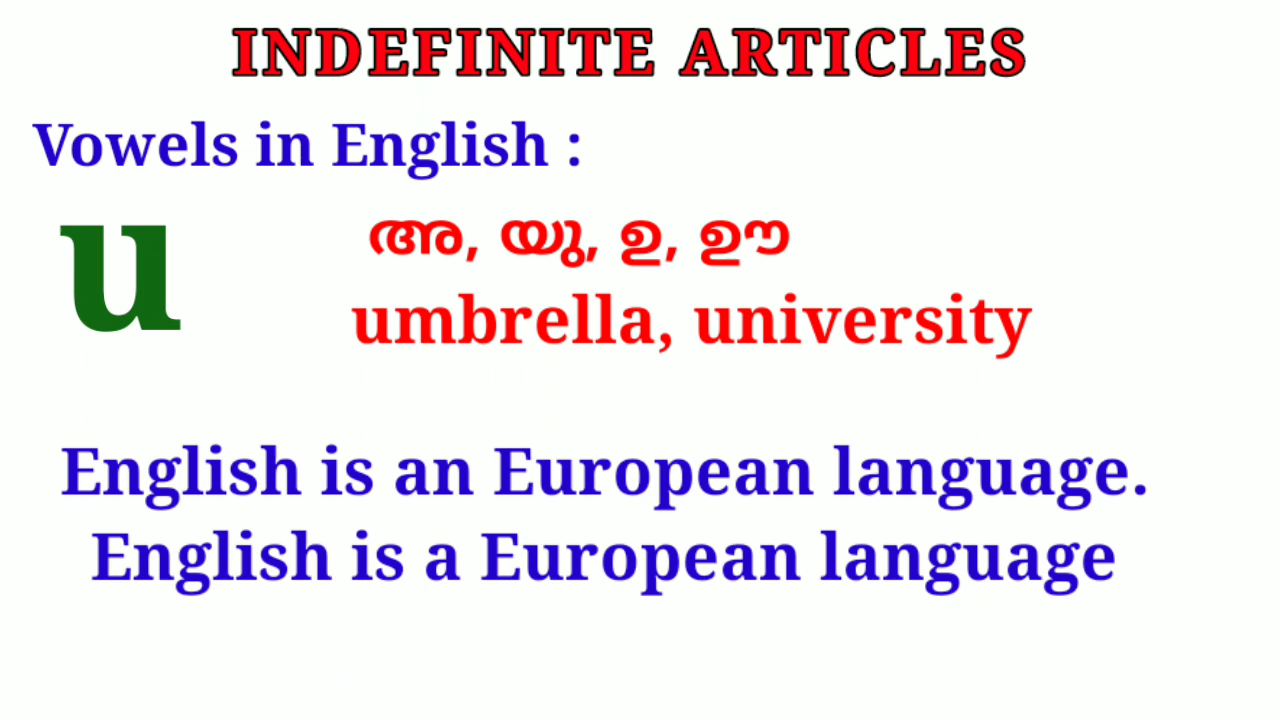 INDEFINITE ARTICLES
Vowels in English :
u
അ, യു, ഉ, ഊ
umbrella, university
English is an European language.
English is a European language